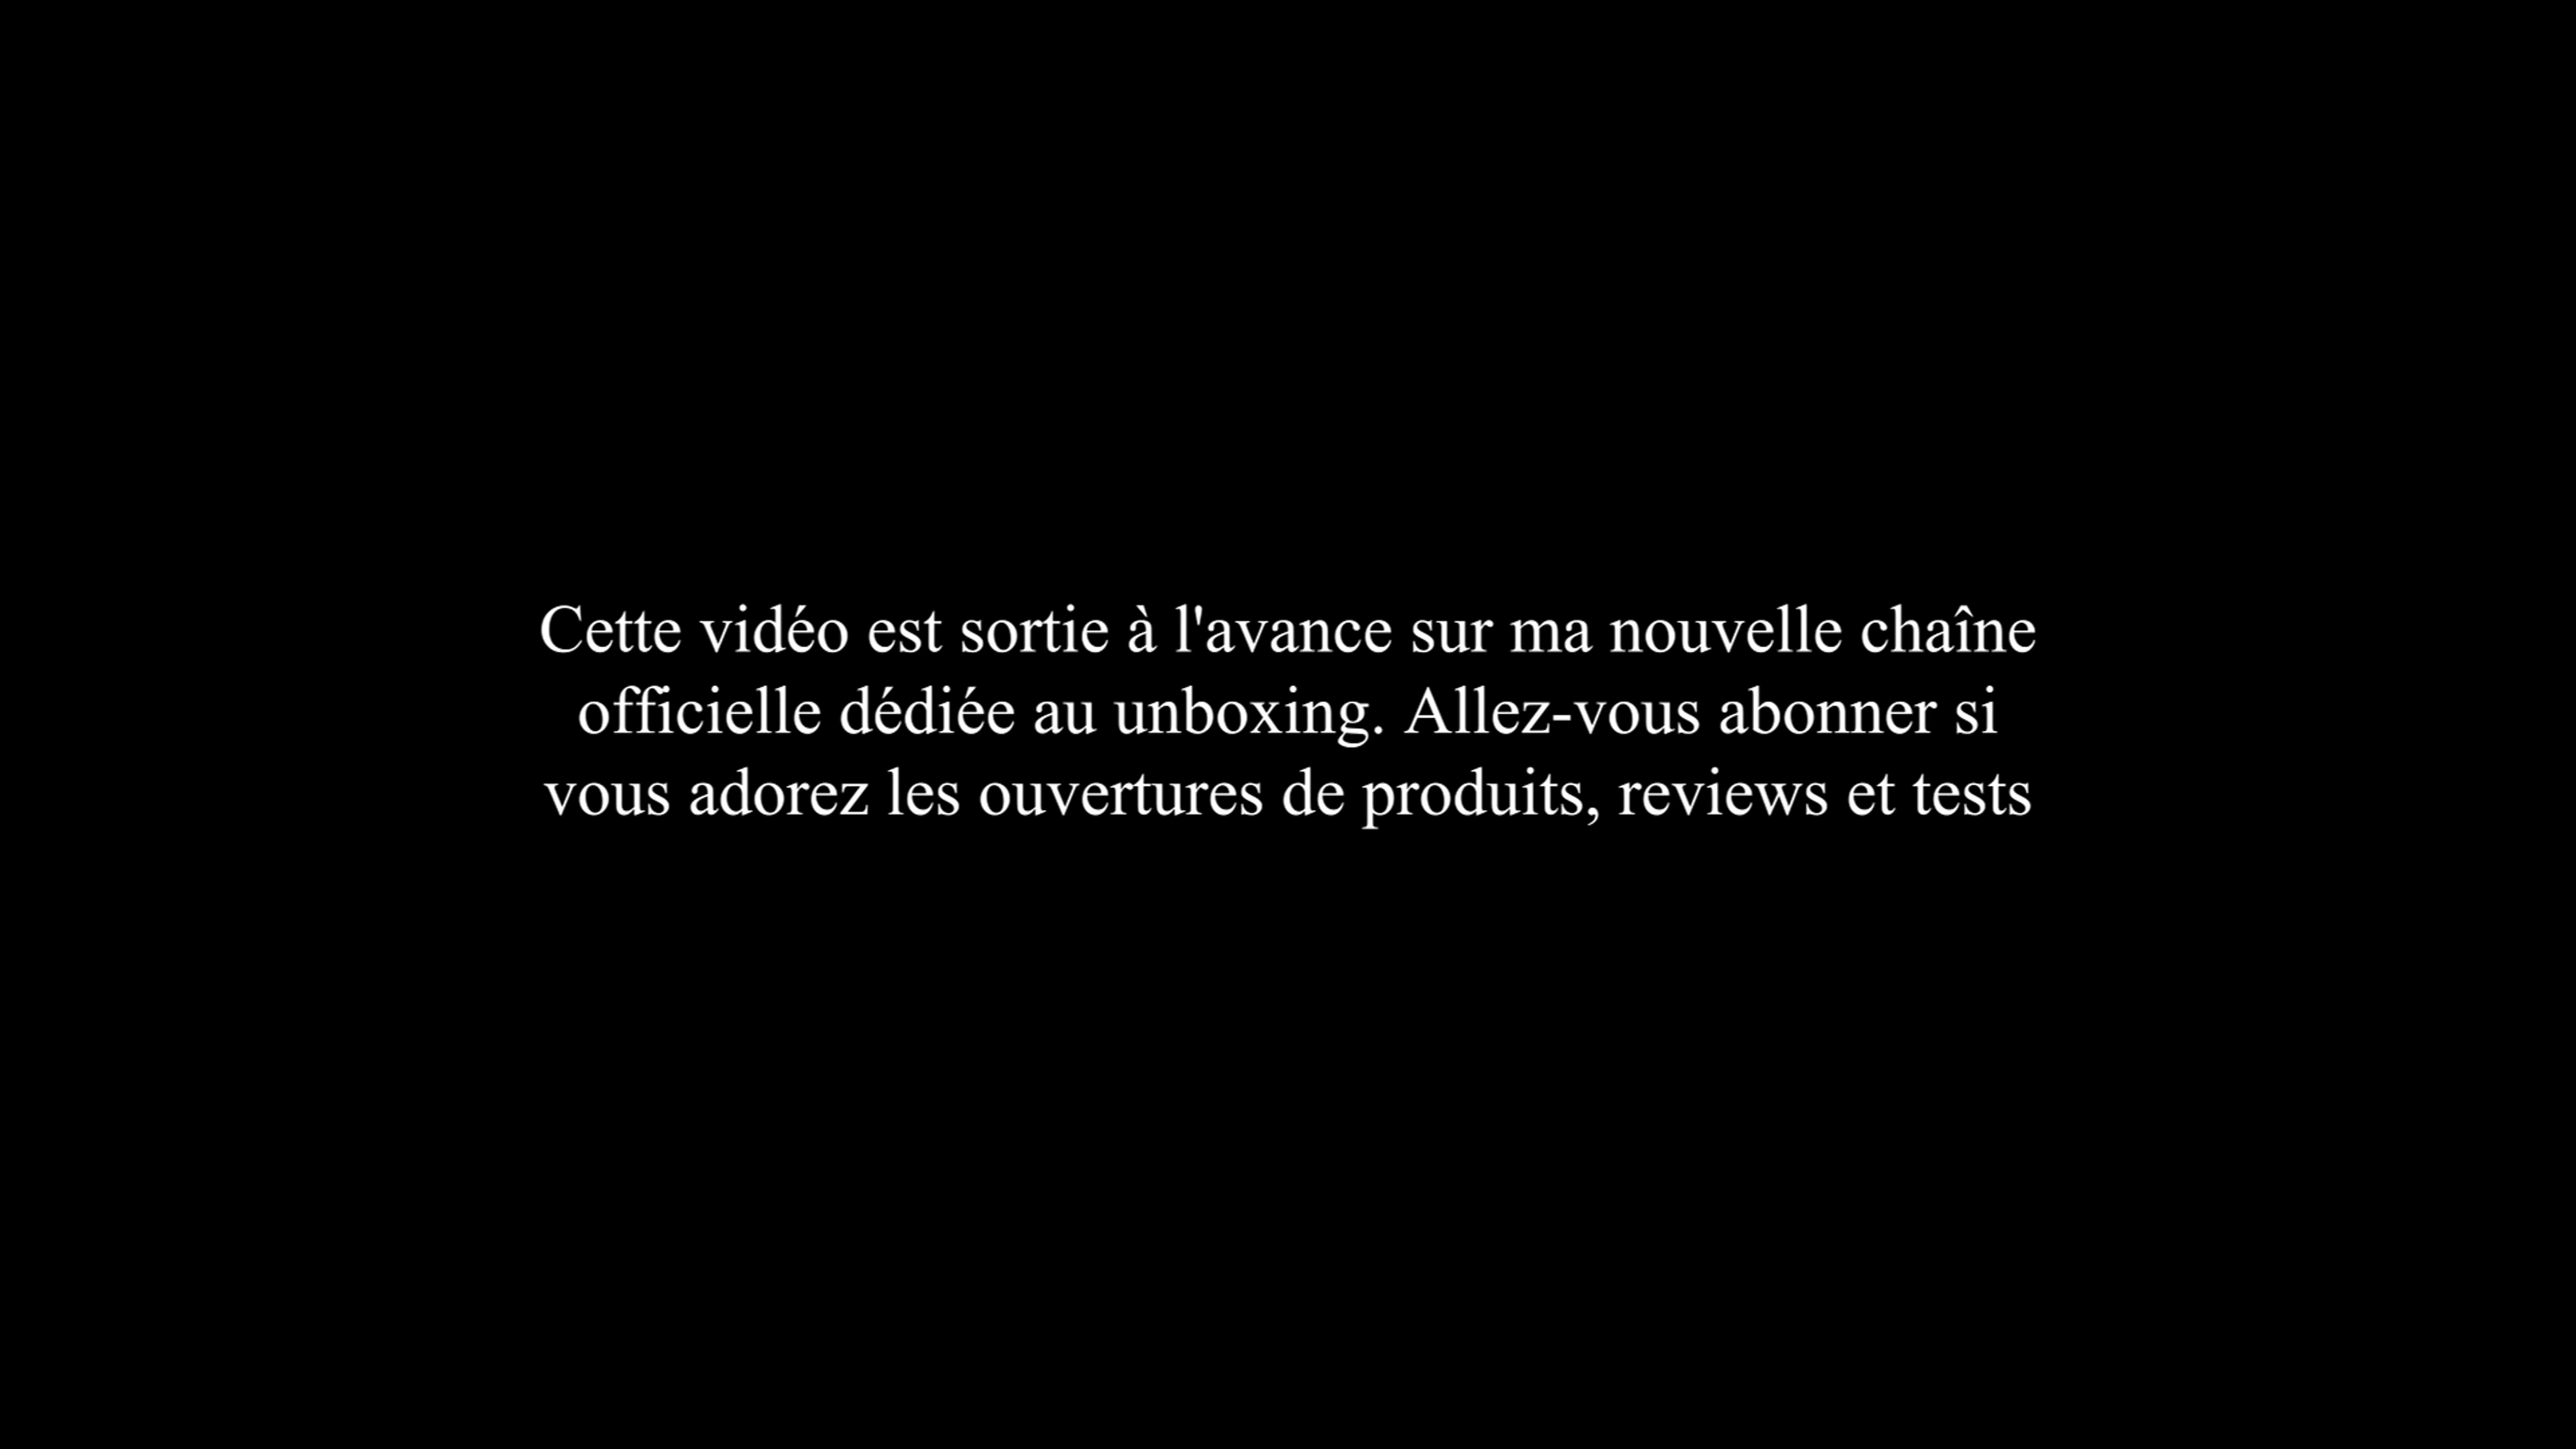 Cette vidéo est sortie à l'avance sur ma nouvelle chaîne
officielle dédiée au unboxing. Allez-vous abonner si
vous adorez les ouvertures de produits, reviews et tests